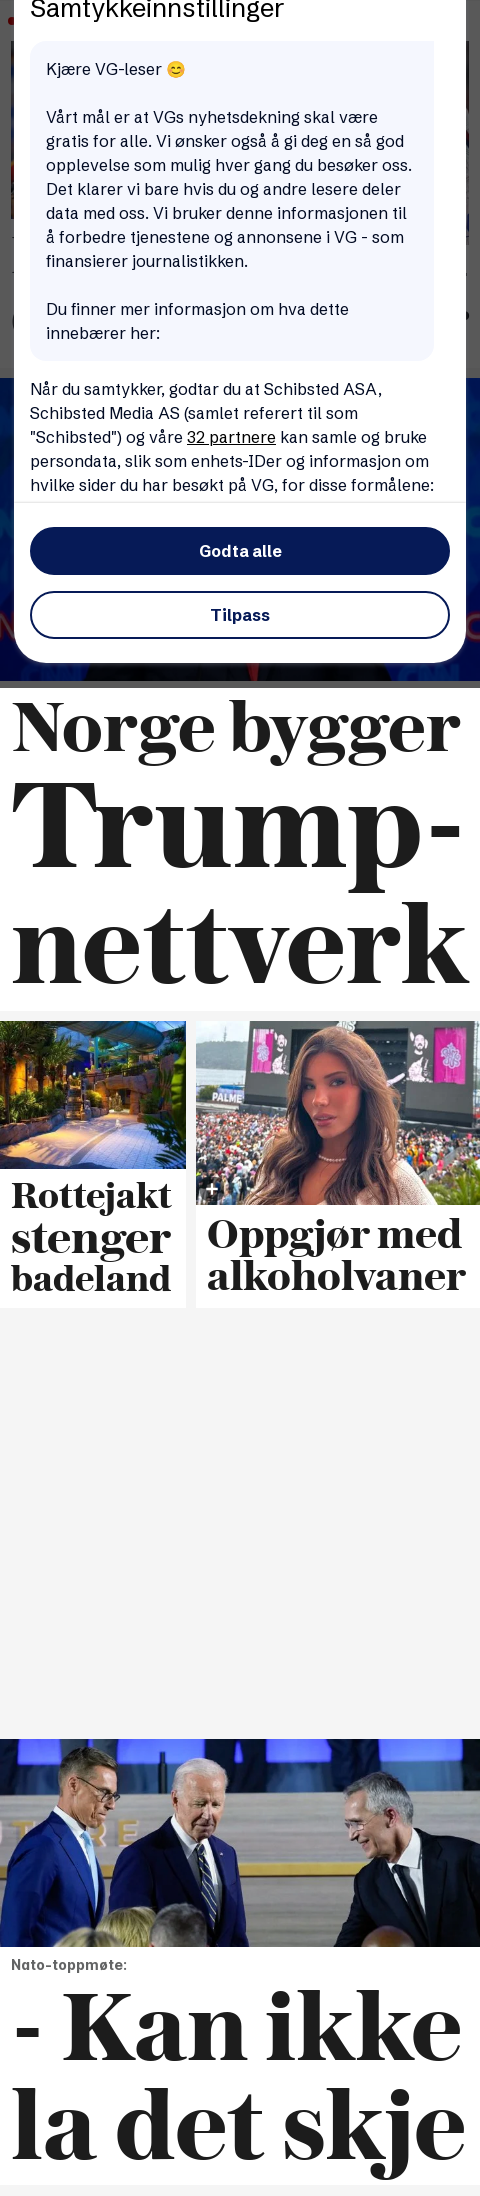 Samtykkeinnstillinger
Kjære VG-leser 😊
Vårt mål er at VGs nyhetsdekning skal være
gratis for alle. Vi ønsker også å gi deg en så god
opplevelse som mulig hver gang du besøker oss.
Det klarer vi bare hvis du og andre lesere deler
data med oss. Vi bruker denne informasjonen til
å forbedre tjenestene og annonsene i VG - som
finansierer journalistikken.
Du finner mer informasjon om hva dette
innebærer her:
Når du samtykker, godtar du at Schibsted ASA,
Schibsted Media AS (samlet referert til som
"Schibsted") og våre 32 partnere kan samle og bruke
persondata, slik som enhets-IDer og informasjon om
hvilke sider du har besøkt på VG, for disse formålene:
Godta alle
Tilpass
Norge bygger
Trump-
nettverk
PALME
+
Rottejakt
stenger
badeland
Oppgjør med
alkoholvaner
Nato-toppmøte:
- Kan ikke
la det skje